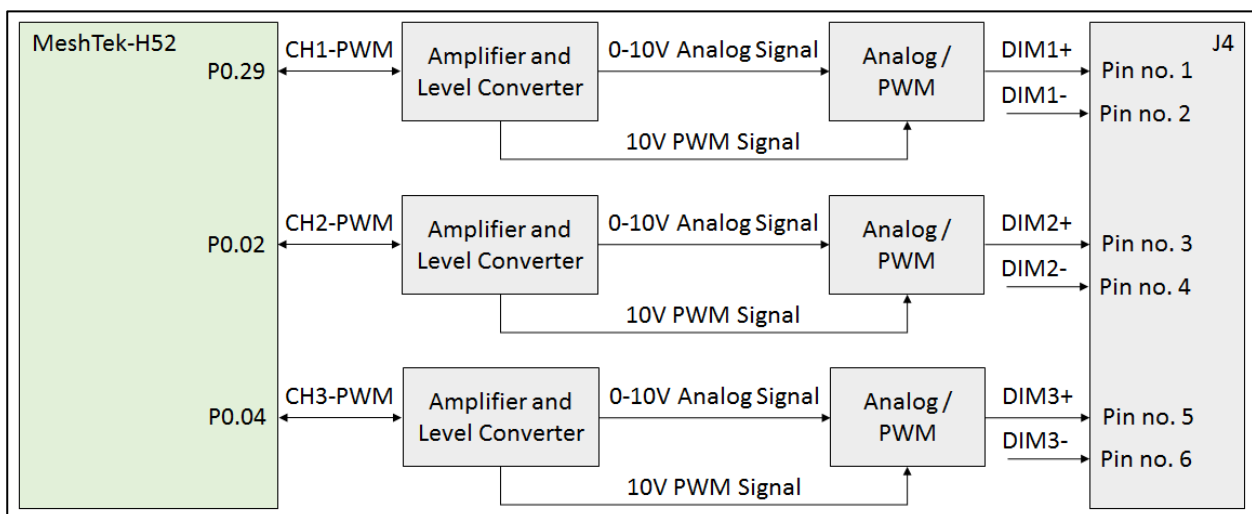 MeshTek-H52
J4
P0.29
CH1-PWM
Amplifier and
Level Converter
0-10V Analog Signal
10V PWM Signal
Analog /
PWM
DIM1+
DIM1-
Pin no. 1
Pin no. 2
P0.02
CH2-PWM
Amplifier and
Level Converter
0-10V Analog Signal
10V PWM Signal
Analog /
PWM
DIM2+
DIM2-
Pin no. 3
Pin no. 4
P0.04
CH3-PWM
Amplifier and
Level Converter
0-10V Analog Signal
10V PWM Signal
Analog /
PWM
DIM3+
DIM3-
Pin no. 5
Pin no. 6